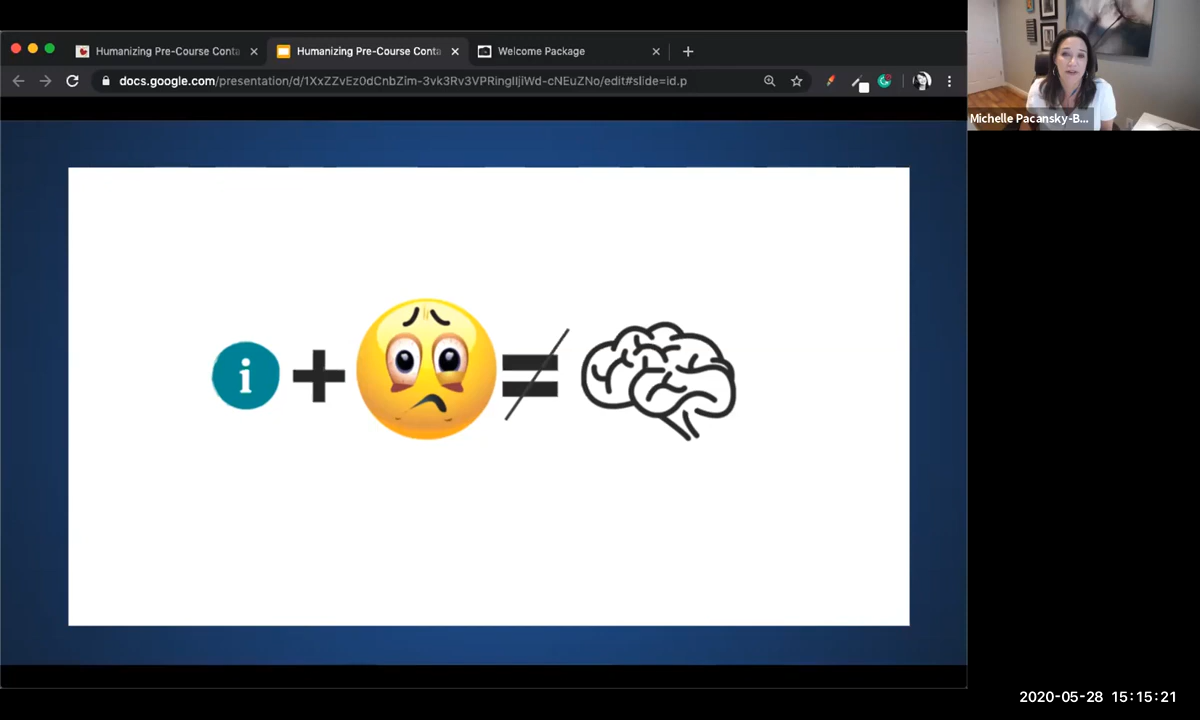 Humanizing Pre-Course Conta
Humanizing Pre-Course Conta
Welcome Package
docs.google.com/presentation/d/1XxZZvEz0dCnbZim-3vk3Rv3VPRingIIjiWd-cNEuZNo/edit#slide=id.p
Michelle Pacansky-B...
i + = 
2020-05-28 15:15:21